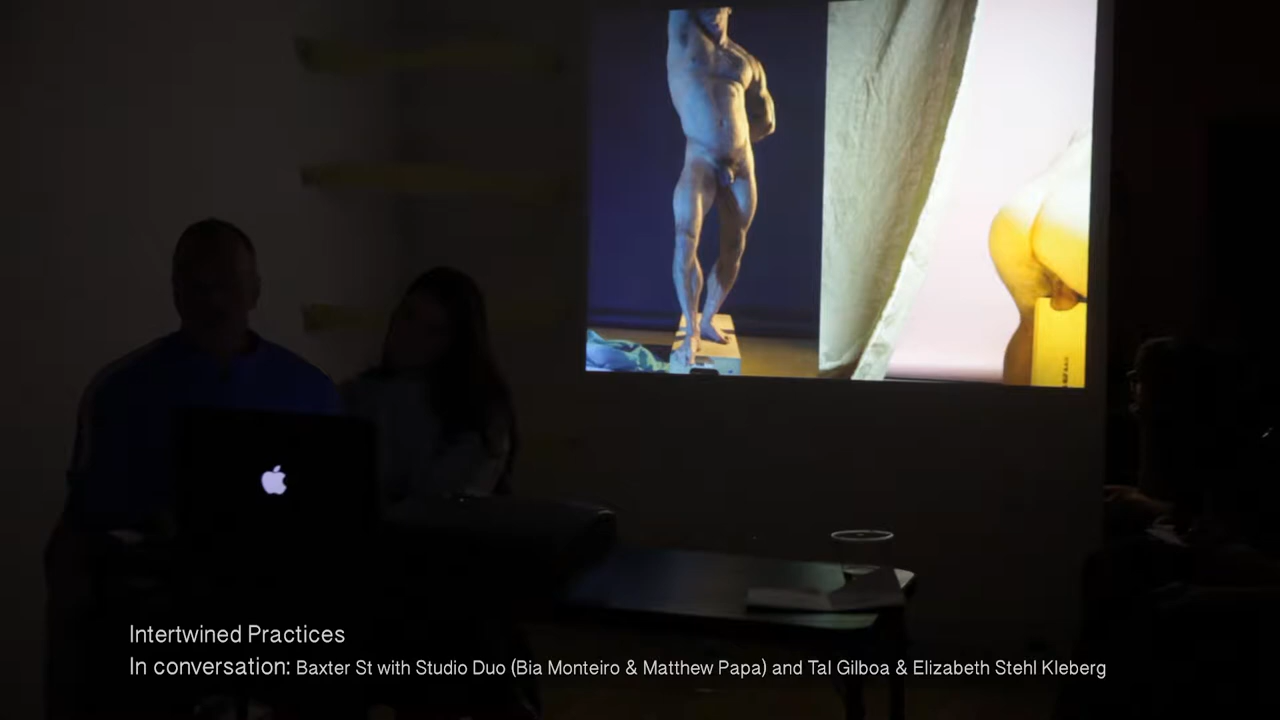 Intertwined Practices
In conversation: Baxter St with Studio Duo (Bia Monteiro & Matthew Papa) and Tal Gilboa & Elizabeth Stehl Kleberg